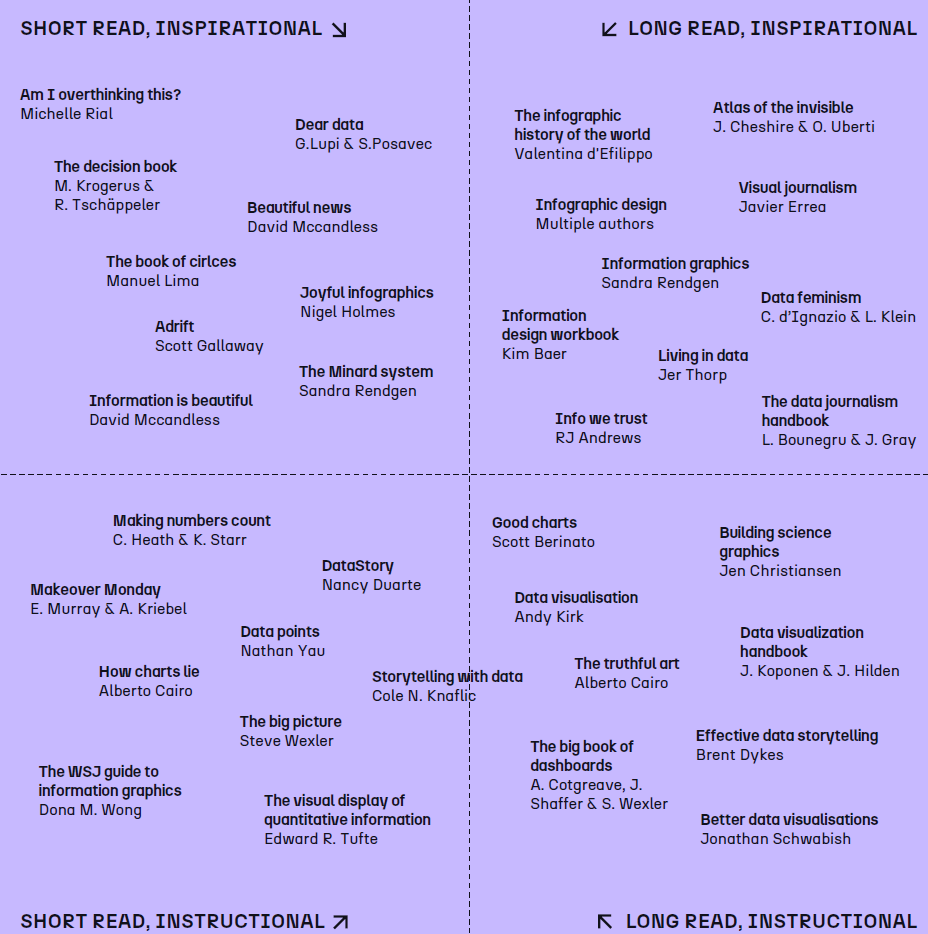 SHORT READ, INSPIRATIONAL ↘
Am I overthinking this?
Michelle Rial
Dear data
G.Lupi & S.Posavec
The decision book
M. Krogerus &
R. Tschäppeler
Beautiful news
David Mccandless
The book of cirlces
Manuel Lima
Joyful infographics
Nigel Holmes
Adrift
Scott Gallaway
The Minard system
Sandra Rendgen
Information is beautiful
David Mccandless
↙ LONG READ, INSPIRATIONAL
The infographic
history of the world
Valentina d'Efilippo
Atlas of the invisible
J. Cheshire & O. Uberti
Visual journalism
Javier Errea
Infographic design
Multiple authors
Information graphics
Sandra Rendgen
Data feminism
C. d'Ignazio & L. Klein
Information
design workbook
Kim Baer
Living in data
Jer Thorp
The data journalism
handbook
L. Bounegru & J. Gray
Info we trust
RJ Andrews
Making numbers count
C. Heath & K. Starr
DataStory
Nancy Duarte
Makeover Monday
E. Murray & A. Kriebel
Data points
Nathan Yau
How charts lie
Alberto Cairo
Storytelling with data
Cole N. Knaflic
The big picture
Steve Wexler
The WSJ guide to
information graphics
Dona M. Wong
The visual display of
quantitative information
Edward R. Tufte
SHORT READ, INSTRUCTIONAL ↗
Good charts
Scott Berinato
Building science
graphics
Jen Christiansen
Data visualisation
Andy Kirk
Data visualization
handbook
J. Koponen & J. Hilden
The truthful art
Alberto Cairo
Effective data storytelling
Brent Dykes
The big book of
dashboards
A. Cotgreave, J.
Shaffer & S. Wexler
Better data visualisations
Jonathan Schwabish
↖ LONG READ, INSTRUCTIONAL